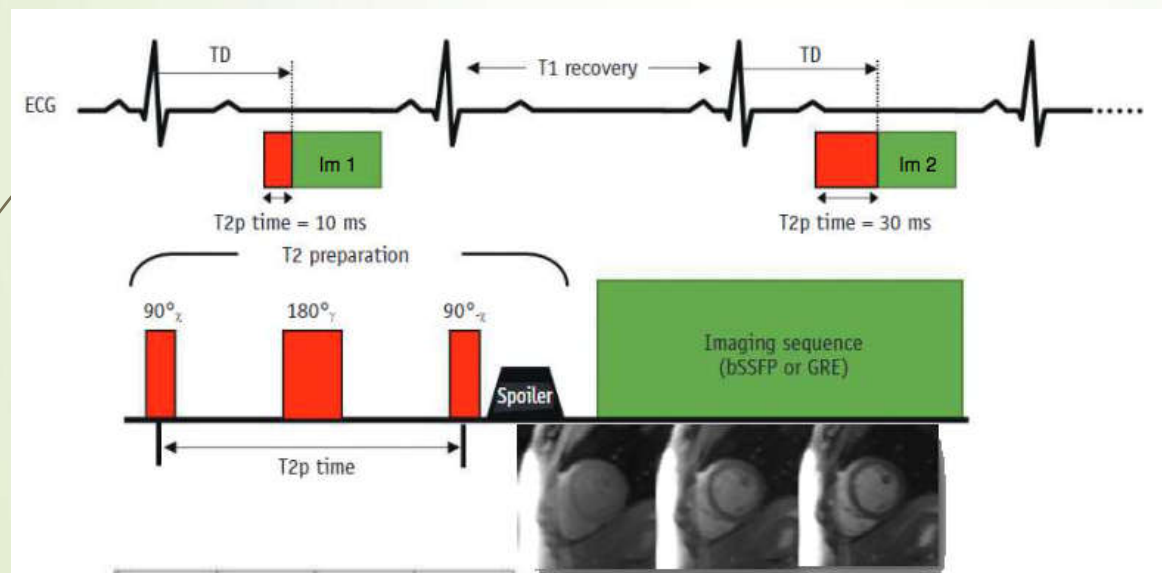 TD
T1 recovery
TD
ECG
Im 1
Im 2
T2p time = 10 ms
T2p time = 30 ms
T2 preparation
90°χ
180°γ
90°-χ
Imaging sequence
(bSSFP or GRE)
Spoiler
T2p time